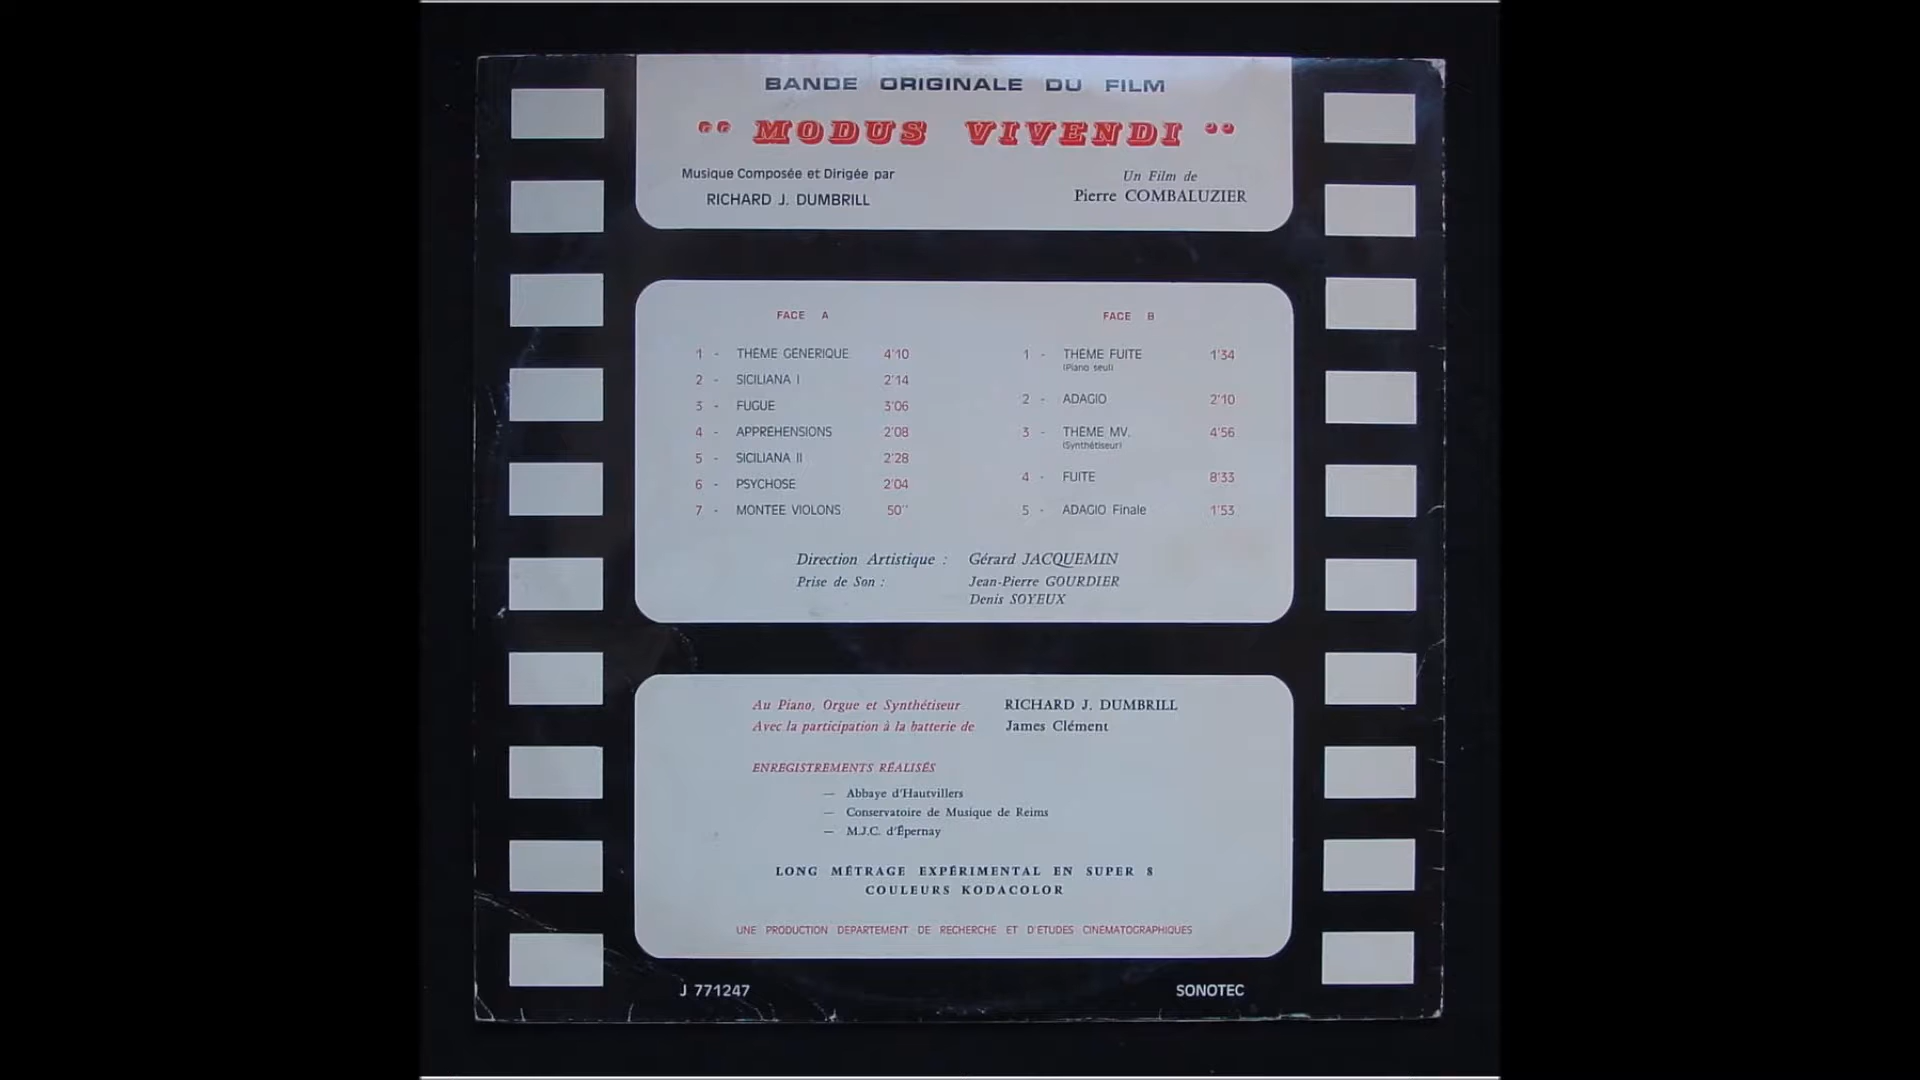 BANDE ORIGINALE DU FILM
" MODUS VIVENDI "
Musique Composée et Dirigée par
RICHARD J. DUMBRILL
Un Film de
Pierre COMBALUZIER
FACE A
1 - THÈME GÉNÉRIQUE 4'10
2 - SICILIANA I 2'14
3 - FUGUE 3'06
4 - APPREHENSIONS 2'08
5 - SICILIANA II 2'28
6 - PSYCHOSE 2'04
7 - MONTEE VIOLONS 50''
FACE B
1 - THEME FUITE 1'34
(Piano seul)
2 - ADAGIO 2'10
3 - THEME MV. 4'56
(Synthétiseur)
4 - FUITE 8'33
5 - ADAGIO Finale 1'53
Direction Artistique : Gérard JACQUEMIN
Prise de Son : Jean-Pierre GOURDIER
Denis SOYEUX
Au Piano, Orgue et Synthétiseur RICHARD J. DUMBRILL
Avec la participation à la batterie de James Clément
ENREGISTREMENTS RÉALISÉS
— Abbaye d'Hautvillers
— Conservatoire de Musique de Reims
— M.J.C. d'Épernay
LONG MÉTRAGE EXPÉRIMENTAL EN SUPER 8
COULEURS KODACOLOR
UNE PRODUCTION DEPARTEMENT DE RECHERCHE ET D'ETUDES CINEMATOGRAPHIQUES
J 771247
SONOTEC